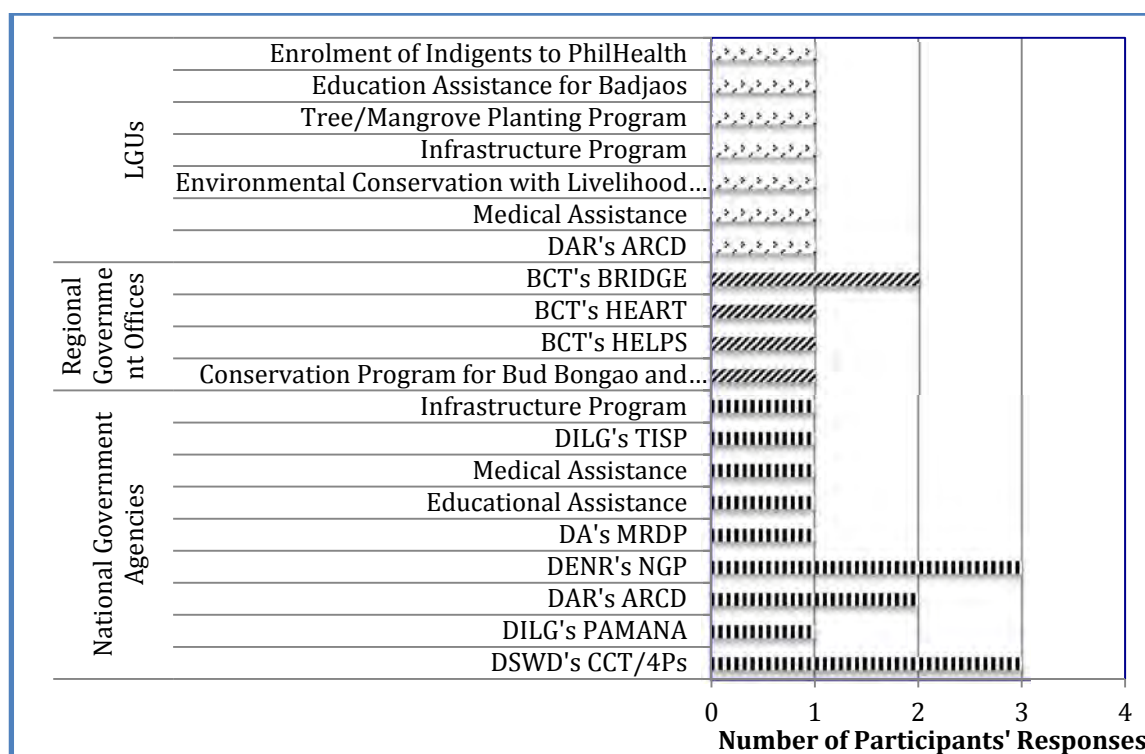 LGUs
Enrolment of Indigents to PhilHealth
Education Assistance for Badjaos
Tree/Mangrove Planting Program
Infrastructure Program
Environmental Conservation with Livelihood...
Medical Assistance
DAR's ARCD
Regional
Governme
nt Offices
BCT's BRIDGE
BCT's HEART
BCT's HELPS
Conservation Program for Bud Bongao and...
National Government
Agencies
Infrastructure Program
DILG's TISP
Medical Assistance
Educational Assistance
DA's MRDP
DENR's NGP
DAR's ARCD
DILG's PAMANA
DSWD's CCT/4Ps
0 1 2 3 4
Number of Participants' Responses